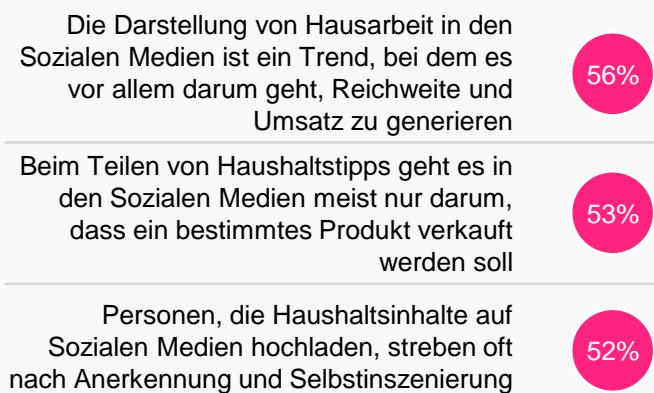 Die Darstellung von Hausarbeit in den
Sozialen Medien ist ein Trend, bei dem es
vor allem darum geht, Reichweite und
Umsatz zu generieren
56%
Beim Teilen von Haushaltstipps geht es in
den Sozialen Medien meist nur darum,
dass ein bestimmtes Produkt verkauft
werden soll
53%
Personen, die Haushaltsinhalte auf
Sozialen Medien hochladen, streben oft
nach Anerkennung und Selbstinszenierung
52%